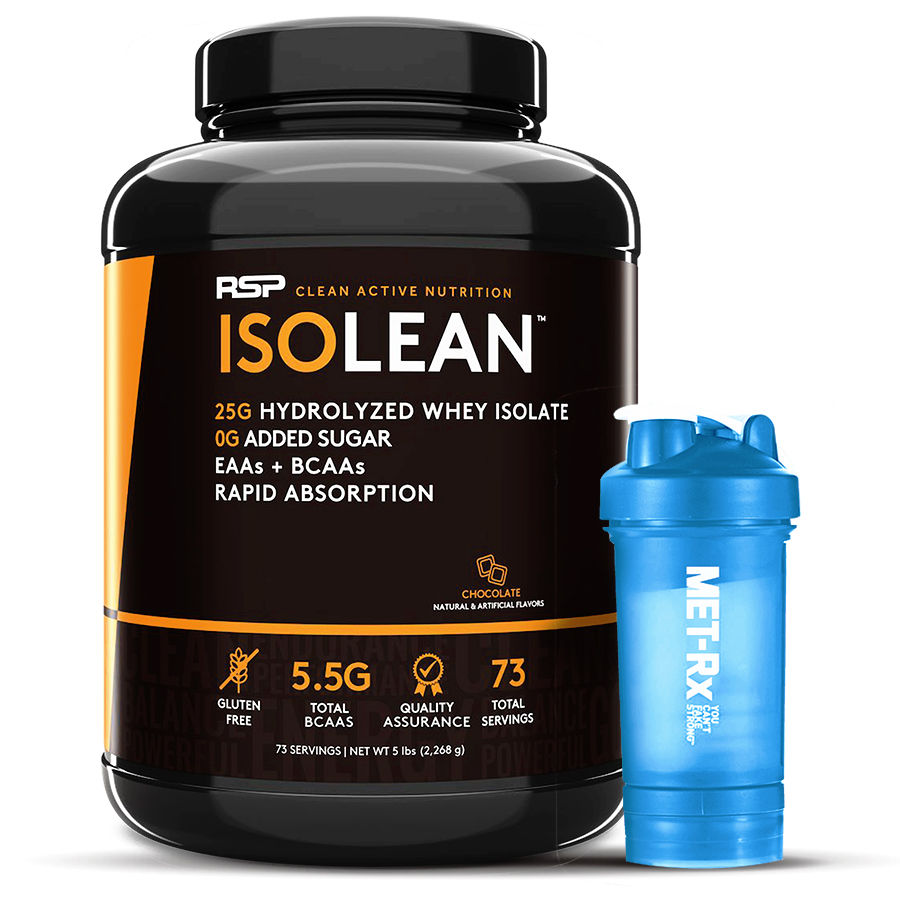 RSP CLEAN ACTIVE NUTRITION
ISOLEAN™
25G HYDROLYZED WHEY ISOLATE
0G ADDED SUGAR
EAAs + BCAAs
RAPID ABSORPTION
CHOCOLATE
NATURAL & ARTIFICIAL FLAVORS
GLUTEN
FREE
5.5G
TOTAL
BCAAS
QUALITY
ASSURANCE
73
TOTAL
SERVINGS
73 SERVINGS | NET WT 5 lbs (2,268 g)
MET-Rx
YOU
CAN'T
FAKE
STRONG™